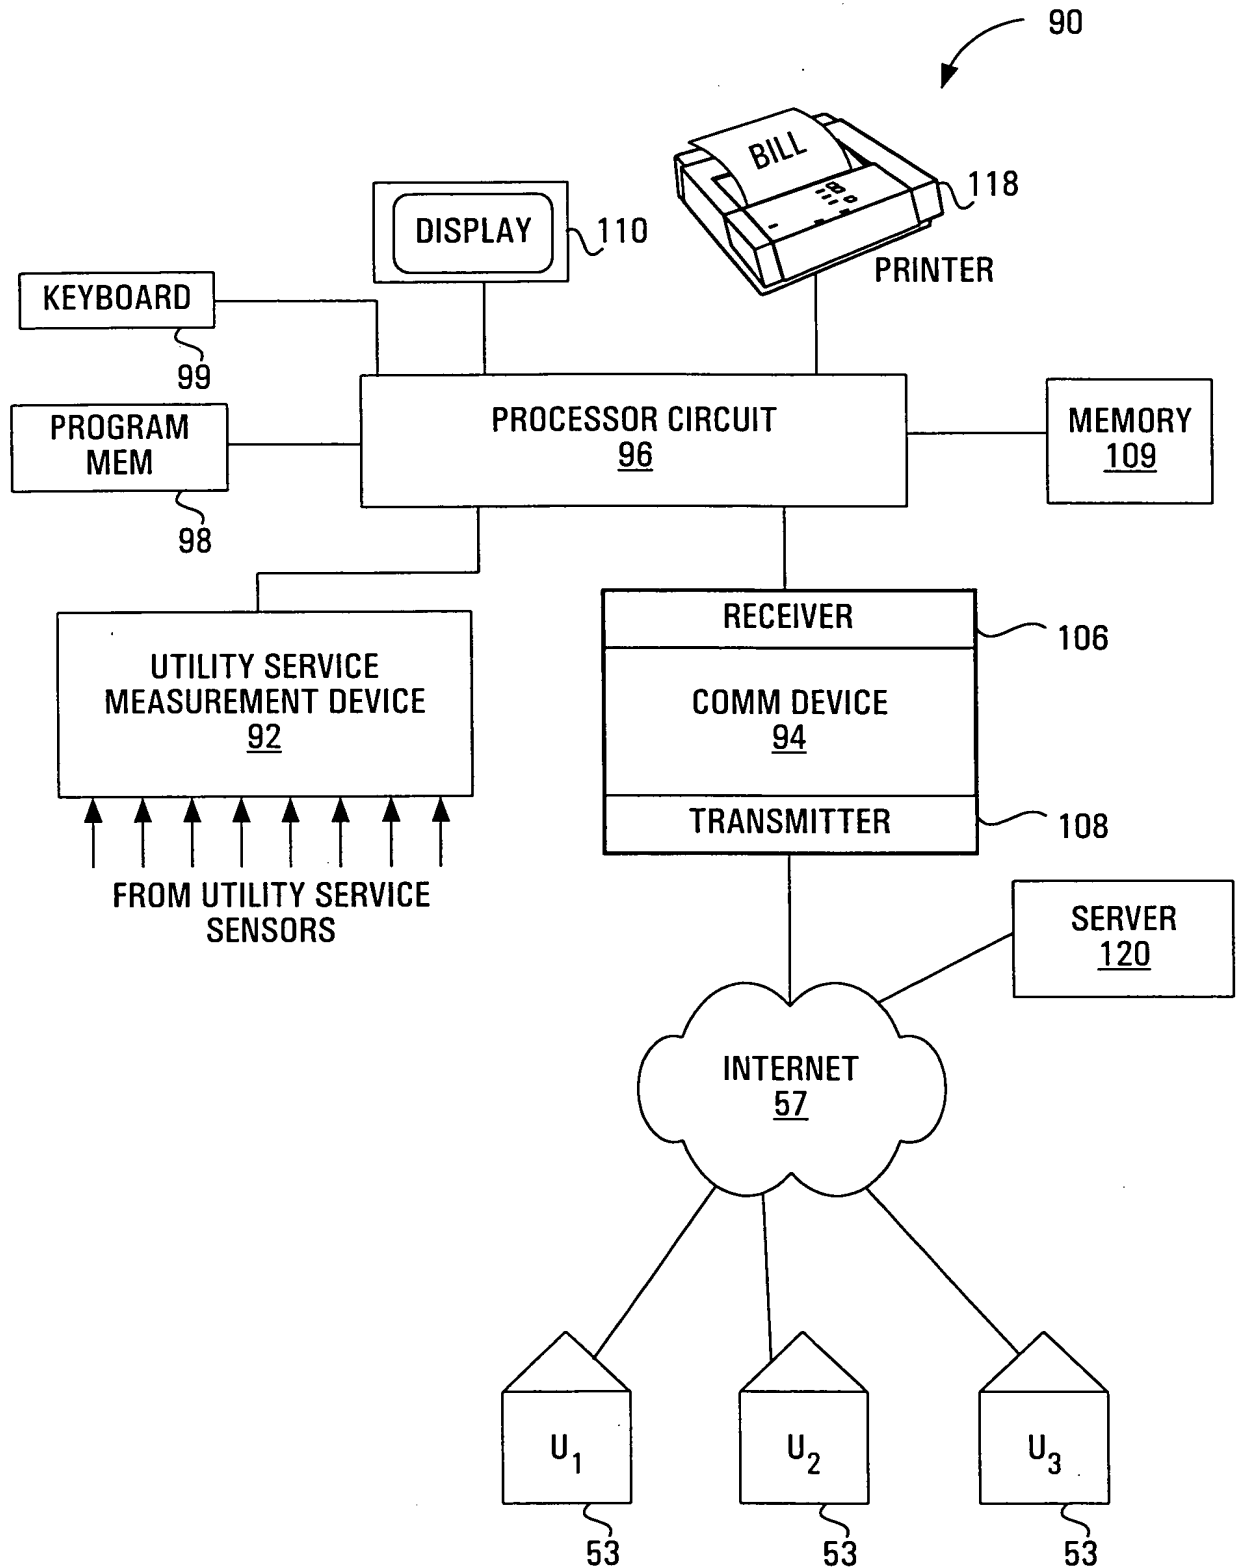 90
BILL
118
PRINTER
DISPLAY
110
KEYBOARD
99
PROCESSOR CIRCUIT
96
MEMORY
109
PROGRAM
MEM
98
RECEIVER
106
UTILITY SERVICE
MEASUREMENT DEVICE
92
COMM DEVICE
94
TRANSMITTER
108
FROM UTILITY SERVICE
SENSORS
SERVER
120
INTERNET
57
U1
U2
U3
53
53
53